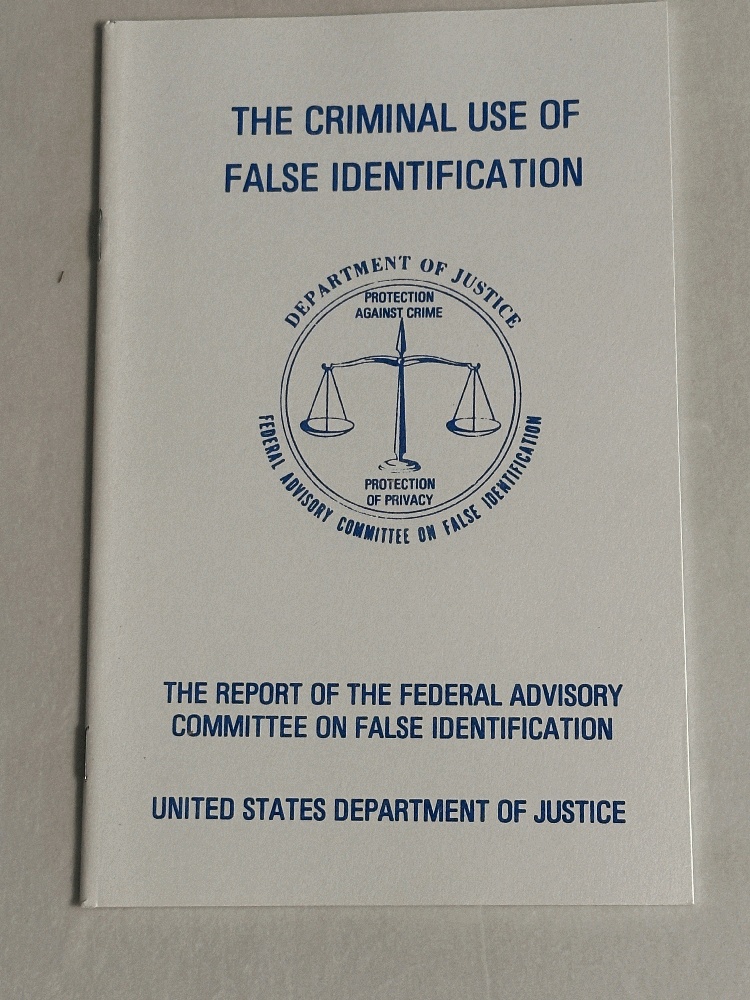 THE CRIMINAL USE OF
FALSE IDENTIFICATION
DEPARTMENT OF JUSTICE
PROTECTION
AGAINST CRIME
PROTECTION
OF PRIVACY
FEDERAL ADVISORY COMMITTEE ON FALSE IDENTIFICATION
THE REPORT OF THE FEDERAL ADVISORY
COMMITTEE ON FALSE IDENTIFICATION
UNITED STATES DEPARTMENT OF JUSTICE